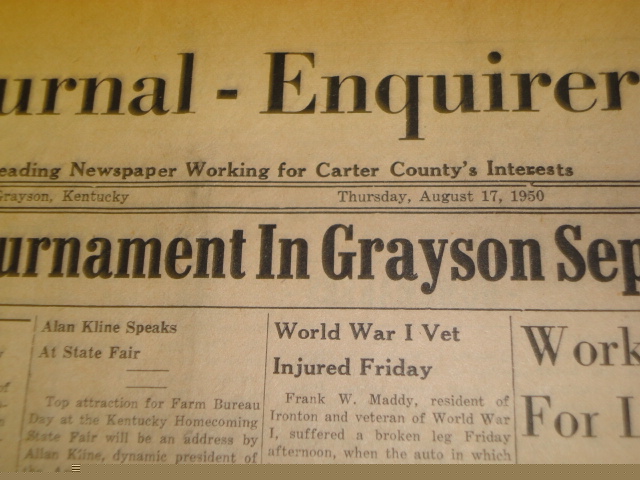 urnal - Enquirer
eading Newspaper Working for Carter County's Interests
Grayson, Kentucky
Thursday, August 17, 1950
urnament In Grayson Sep
Alan Kline Speaks
At State Fair
Top attraction for Farm Bureau
Day at the Kentucky Homecoming
State Fair will be an address by
Allan Kline, dynamic president of
World War I Vet
Injured Friday
Frank W. Maddy, resident of
Ironton and veteran of World War
I, suffered a broken leg Friday
afternoon, when the auto in which
Work
For L